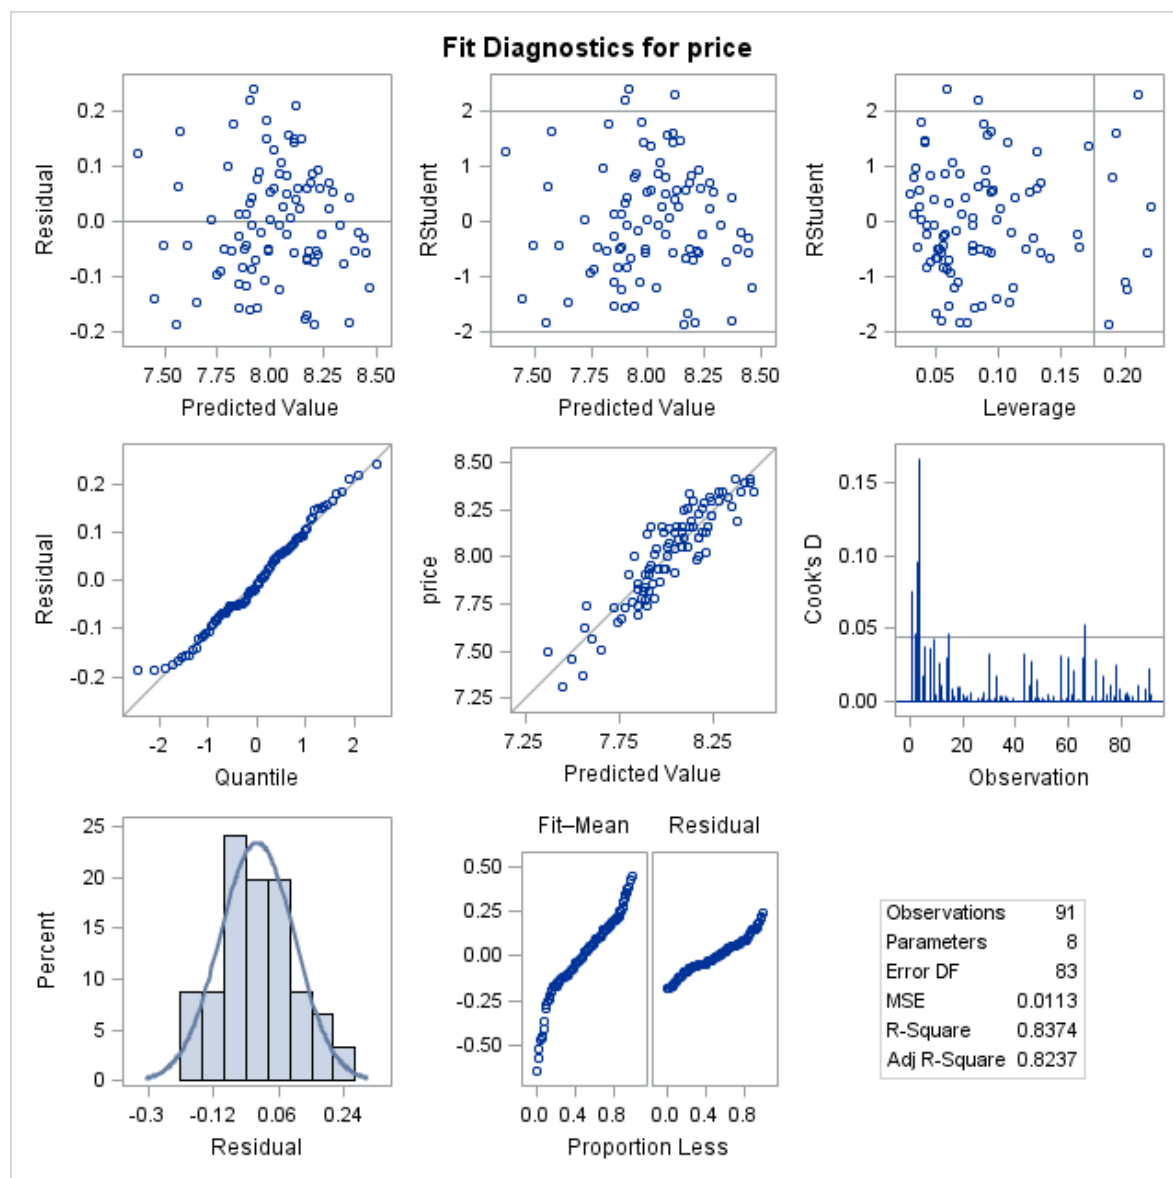 Fit Diagnostics for price
0.2
0.1
0.0
-0.1
-0.2
Residual
7.50 7.75 8.00 8.25 8.50
Predicted Value
2
1
0
-1
-2
RStudent
7.50 7.75 8.00 8.25 8.50
Predicted Value
2
1
0
-1
-2
RStudent
0.05 0.10 0.15 0.20
Leverage
0.2
0.1
0.0
-0.1
-0.2
Residual
-2 -1 0 1 2
Quantile
8.50
8.25
8.00
7.75
7.50
7.25
price
7.25 7.75 8.25
Predicted Value
0.15
0.10
0.05
0.00
Cook's D
0 20 40 60 80
Observation
25
20
15
10
5
0
Percent
-0.3 -0.12 0.06 0.24
Residual
Fit–Mean Residual
0.50
0.25
0.00
-0.25
-0.50
0.0 0.4 0.8 0.0 0.4 0.8
Proportion Less
Observations 91
Parameters 8
Error DF 83
MSE 0.0113
R-Square 0.8374
Adj R-Square 0.8237